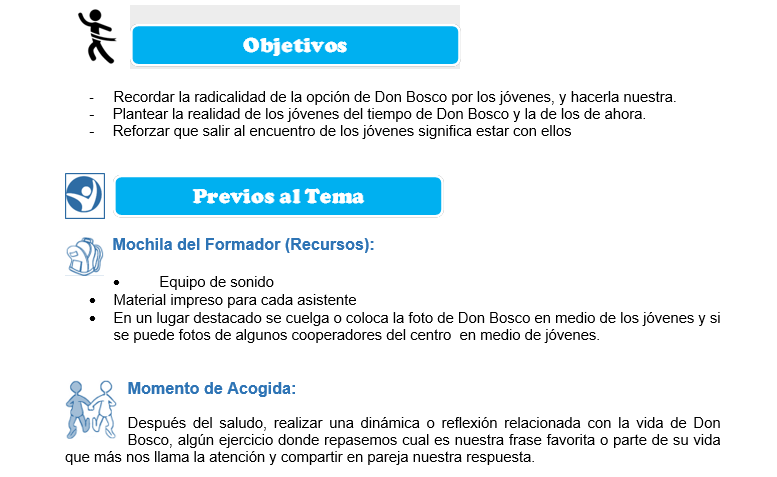 Objetivos
- Recordar la radicalidad de la opción de Don Bosco por los jóvenes, y hacerla nuestra.
- Plantear la realidad de los jóvenes del tiempo de Don Bosco y la de los de ahora.
- Reforzar que salir al encuentro de los jóvenes significa estar con ellos
Previos al Tema
Mochila del Formador (Recursos):
• Equipo de sonido
• Material impreso para cada asistente
• En un lugar destacado se cuelga o coloca la foto de Don Bosco en medio de los jóvenes y si
se puede fotos de algunos cooperadores del centro en medio de jóvenes.
Momento de Acogida:
Después del saludo, realizar una dinámica o reflexión relacionada con la vida de Don
Bosco, algún ejercicio donde repasemos cual es nuestra frase favorita o parte de su vida
que más nos llama la atención y compartir en pareja nuestra respuesta.